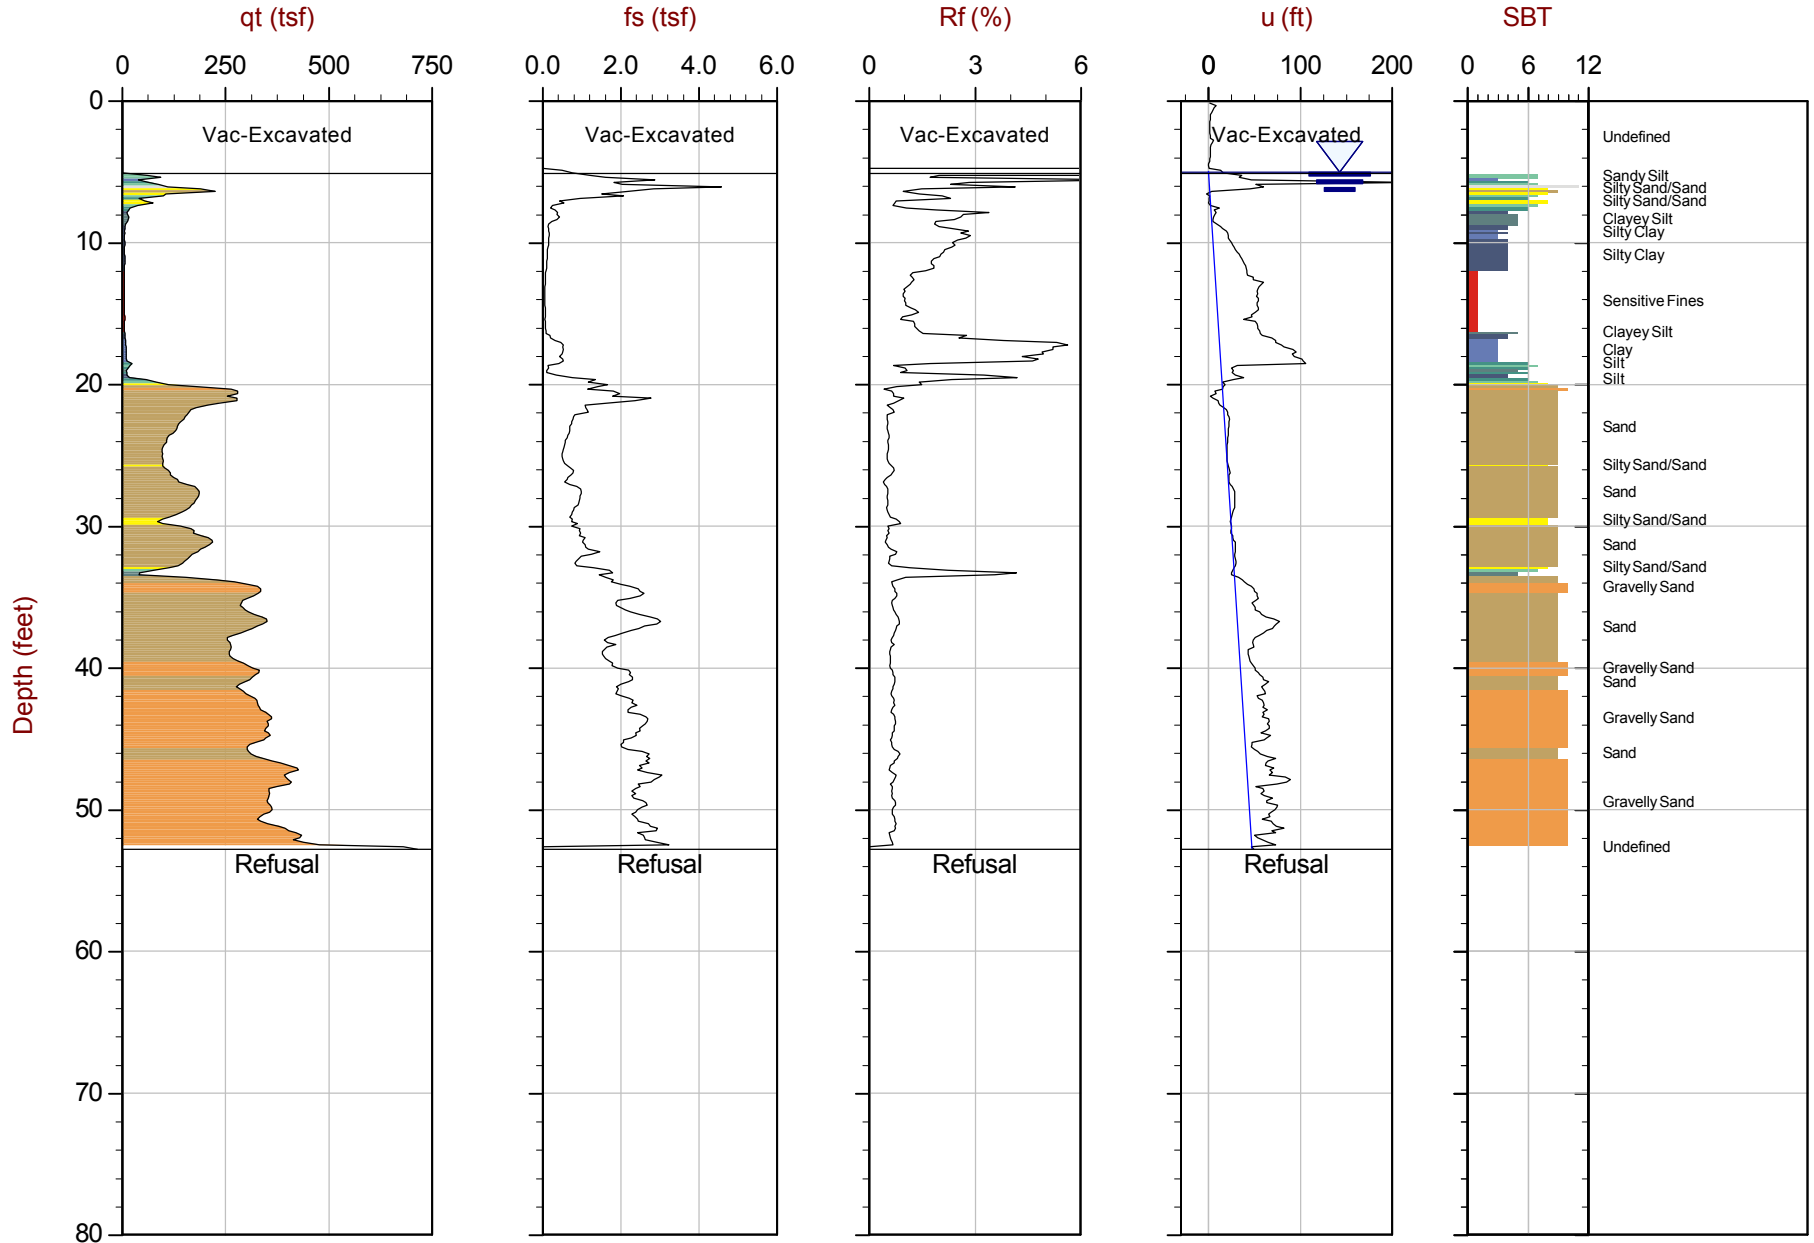 qt (tsf) fs (tsf) Rf (%) u (ft) SBT
0 250 500 750 0.0 2.0 4.0 6.0 0 3 6 0 100 200 0 6 12
0
Vac-Excavated Vac-Excavated Vac-Excavated Vac-Excavated Undefined
Sandy Silt
Silty Sand/Sand
Silty Sand/Sand
Clayey Silt
Silty Clay
10
Silty Clay
Sensitive Fines
Clayey Silt
Clay
Silt
Silt
20
Sand
Silty Sand/Sand
Sand
Silty Sand/Sand
30
Sand
Silty Sand/Sand
Gravelly Sand
Sand
Depth (feet)
40 Gravelly Sand
Sand
Gravelly Sand
Sand
Gravelly Sand
50
Undefined
Refusal Refusal Refusal Refusal
60
70
80